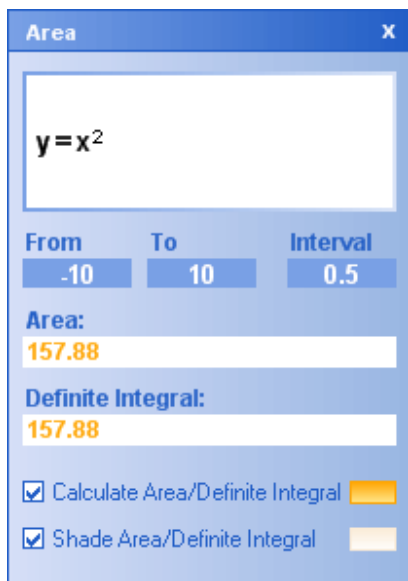 Area x
y=x²
From To Interval
-10 10 0.5
Area:
157.88
Definite Integral:
157.88
Calculate Area/Definite Integral
Shade Area/Definite Integral